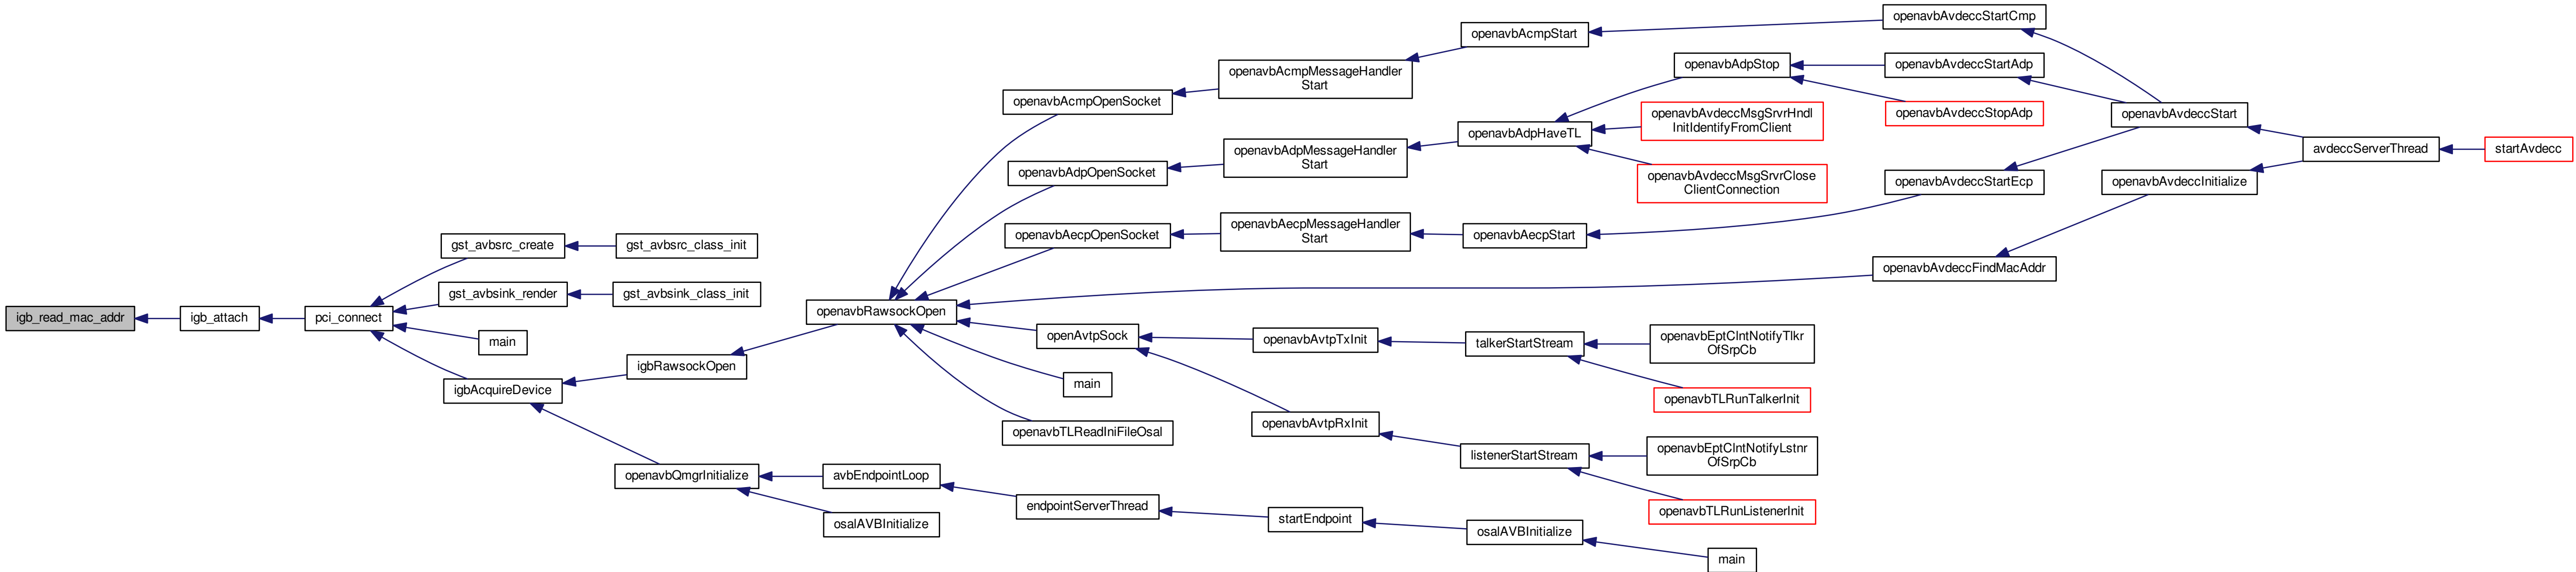 igb_read_mac_addr
igb_attach
pci_connect
gst_avbsrc_create
gst_avbsrc_class_init
gst_avbsink_render
gst_avbsink_class_init
main
igbAcquireDevice
igbRawsockOpen
openavbQmgrInitialize
avbEndpointLoop
osalAVBInitialize
endpointServerThread
startEndpoint
osalAVBInitialize
main
openavbRawsockOpen
openavbAcmpOpenSocket
openavbAcmpMessageHandler
Start
openavbAcmpStart
openavbAvdeccStartCmp
openavbAdpOpenSocket
openavbAdpMessageHandler
Start
openavbAdpHaveTL
openavbAdpStop
openavbAvdeccMsgSrvrHndl
InitIdentifyFromClient
openavbAvdeccMsgSrvrClose
ClientConnection
openavbAvdeccStartAdp
openavbAvdeccStopAdp
openavbAecpOpenSocket
openavbAecpMessageHandler
Start
openavbAecpStart
openavbAvdeccStartEcp
openavbAvdeccStart
openavbAvdeccFindMacAddr
openavbAvdeccInitialize
avdeccServerThread
startAvdecc
openAvtpSock
openavbAvtpTxInit
talkerStartStream
openavbEptClntNotifyTlkr
OfSrpCb
openavbTLRunTalkerInit
main
openavbTLReadIniFileOsal
openavbAvtpRxInit
listenerStartStream
openavbEptClntNotifyLstnr
OfSrpCb
openavbTLRunListenerInit